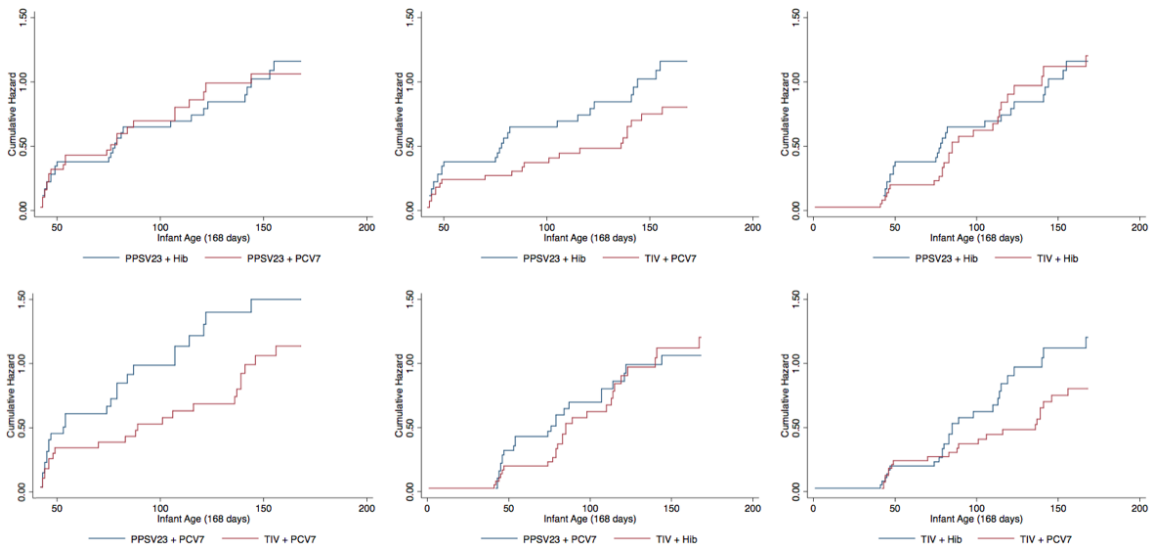 Cumulative Hazard
0.00 0.50 1.00 1.50
50 100 150 200
Infant Age (168 days)
PPSV23 + Hib PPSV23 + PCV7
Cumulative Hazard
0.00 0.50 1.00 1.50
50 100 150 200
Infant Age (168 days)
PPSV23 + Hib TIV + PCV7
Cumulative Hazard
0.00 0.50 1.00 1.50
0 50 100 150 200
Infant Age (168 days)
PPSV23 + Hib TIV + Hib
Cumulative Hazard
0.00 0.50 1.00 1.50
50 100 150 200
Infant Age (168 days)
PPSV23 + PCV7 TIV + PCV7
Cumulative Hazard
0.00 0.50 1.00 1.50
0 50 100 150 200
Infant Age (168 days)
PPSV23 + PCV7 TIV + Hib
Cumulative Hazard
0.00 0.50 1.00 1.50
0 50 100 150 200
Infant Age (168 days)
TIV + Hib TIV + PCV7